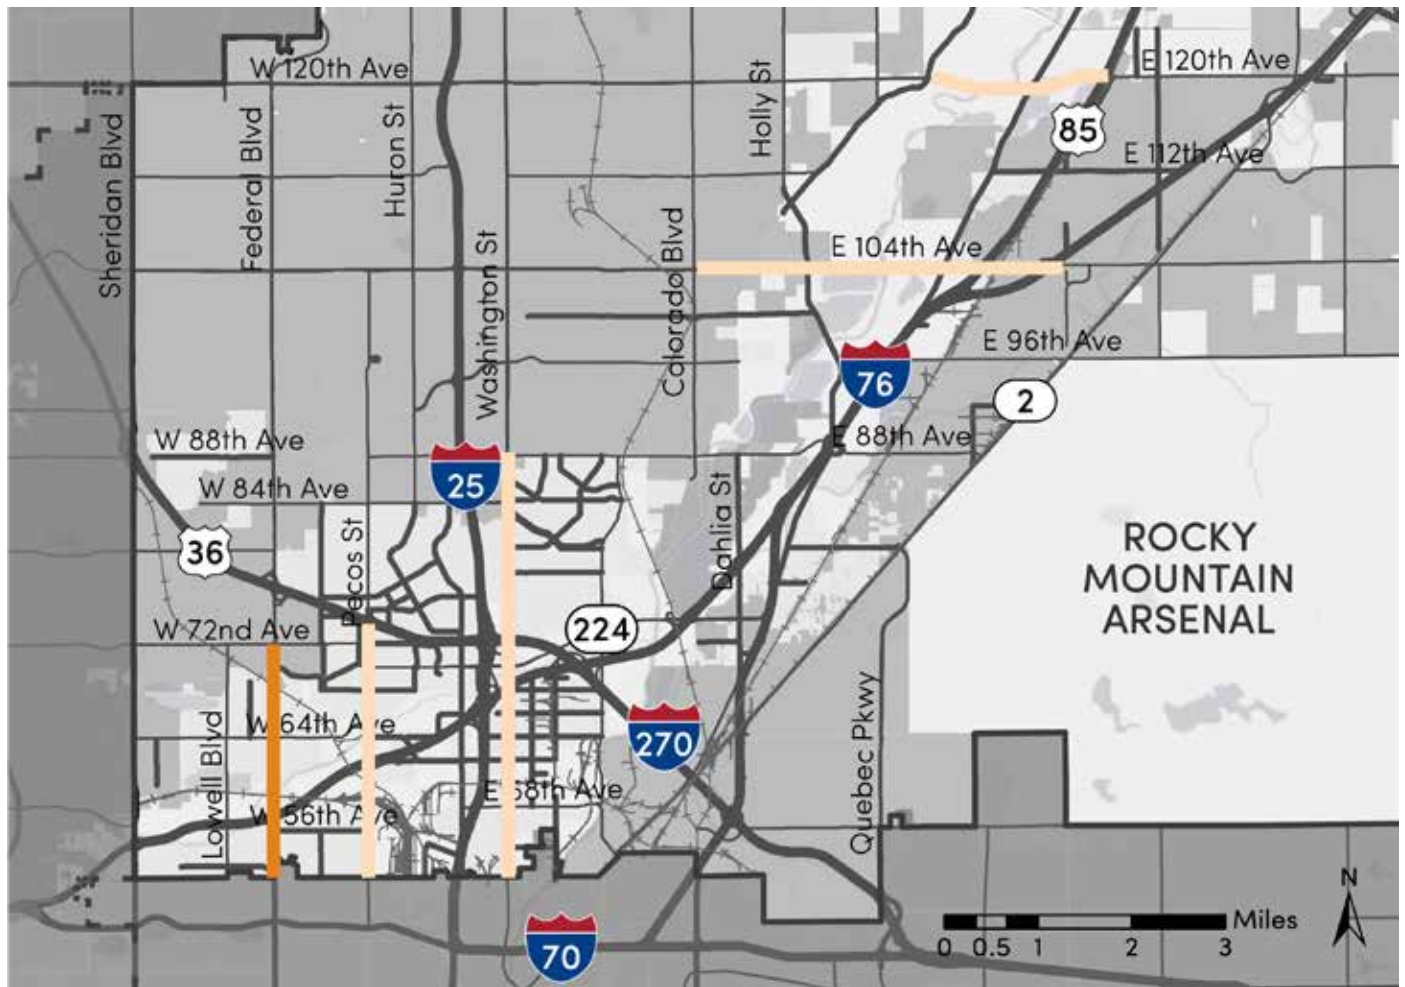 W 120th Ave
E 120th Ave
Holly St
85
E 112th Ave
Sheridan Blvd
Federal Blvd
Huron St
Washington St
Colorado Blvd
E 104th Ave
E 96th Ave
76
2
W 88th Ave
E 88th Ave
25
W 84th Ave
36
Pecos St
Dahlia St
ROCKY
MOUNTAIN
ARSENAL
W 72nd Ave
224
Lowell Blvd
W 64th Ave
270
Quebec Pkwy
E 58th Ave
W 56th Ave
70
N
Miles
0 0.5 1 2 3